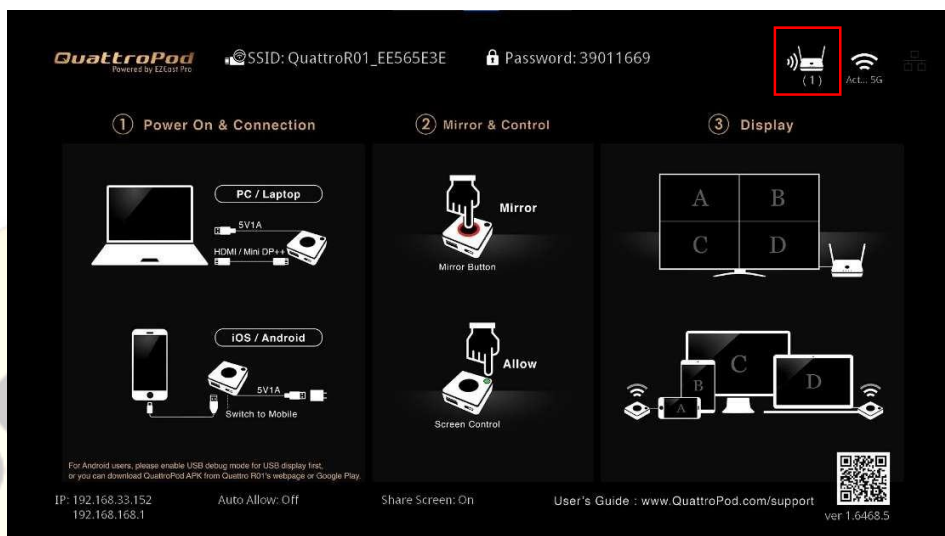 QuattroPod
Powered by EZCast Pro
SSID: QuattroR01_EE565E3E
Password: 39011669
(1)
Act... 5G
1 Power On & Connection
2 Mirror & Control
3 Display
PC / Laptop
5V1A
HDMI / Mini DP++
Mirror
Mirror Button
A B
C D
iOS / Android
5V1A
Switch to Mobile
Allow
Screen Control
A B C D
For Android users, please enable USB debug mode for USB display first,
or you can download QuattroPod APK from Quattro R01's webpage or Google Play.
IP: 192.168.33.152
192.168.168.1
Auto Allow: Off
Share Screen: On
User's Guide : www.QuattroPod.com/support
ver 1.6468.5